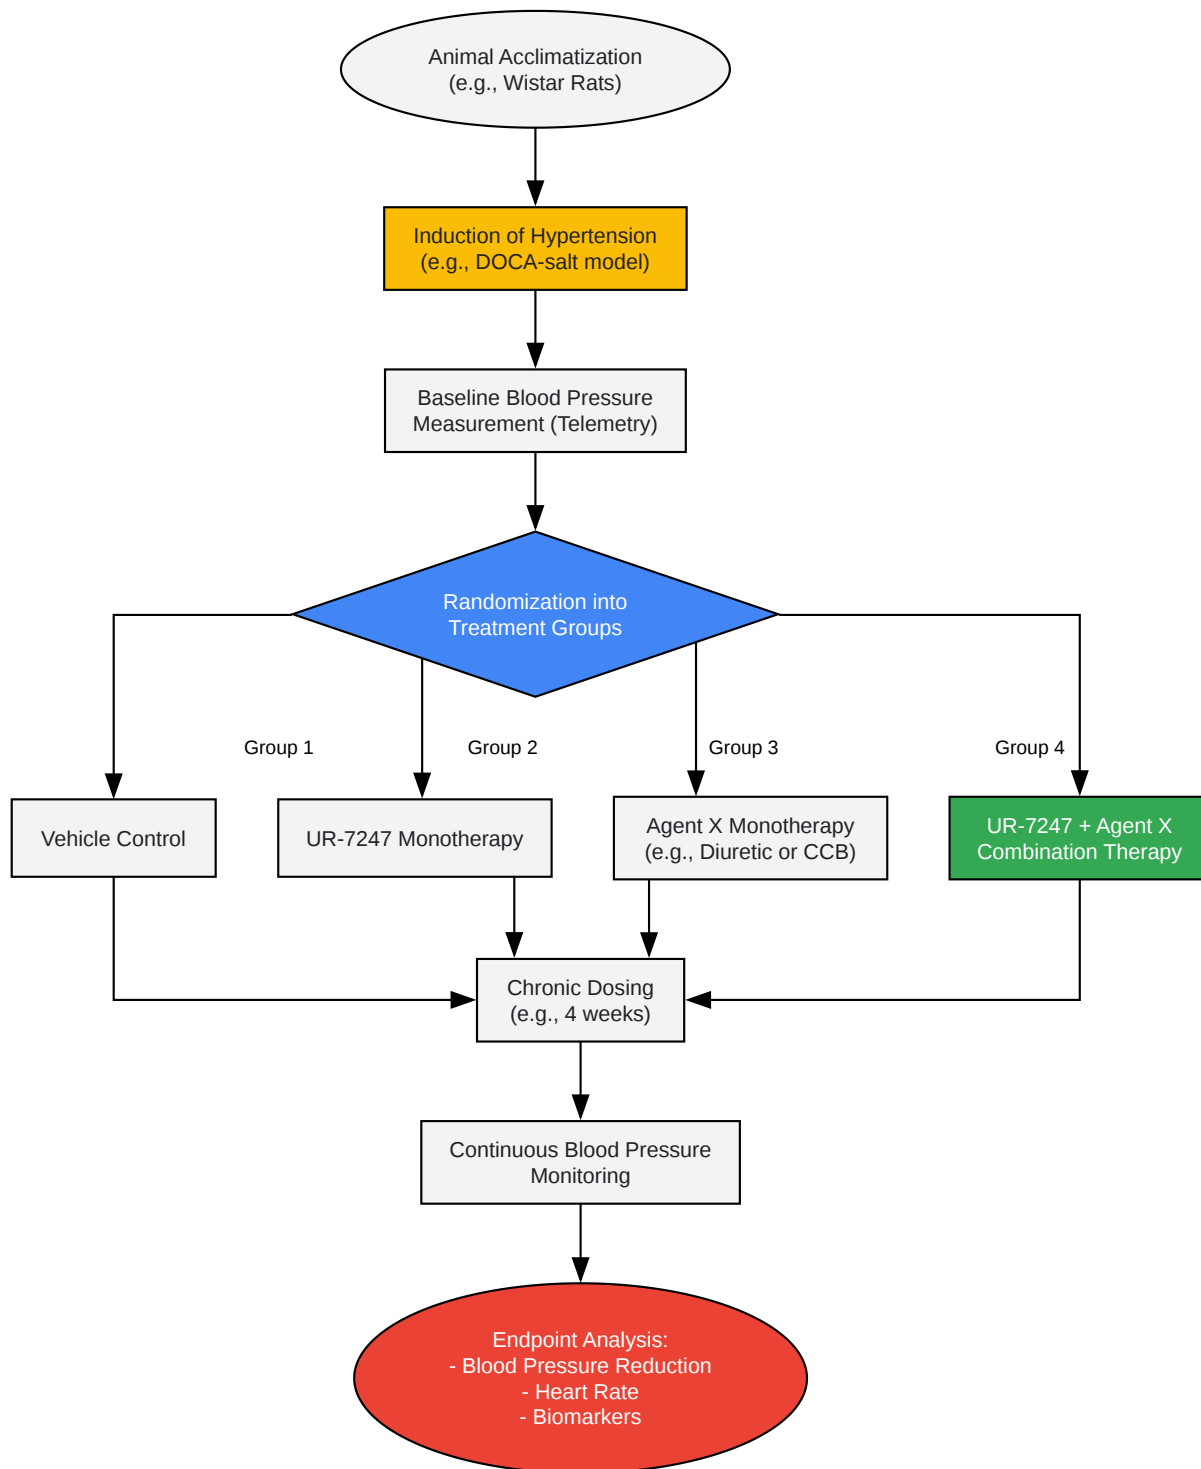 Animal Acclimatization
(e.g., Wistar Rats)
Induction of Hypertension
(e.g., DOCA-salt model)
Baseline Blood Pressure
Measurement (Telemetry)
Randomization into
Treatment Groups
Group 1
Group 2
Group 3
Group 4
Vehicle Control
UR-7247 Monotherapy
Agent X Monotherapy
(e.g., Diuretic or CCB)
UR-7247 + Agent X
Combination Therapy
Chronic Dosing
(e.g., 4 weeks)
Continuous Blood Pressure
Monitoring
Endpoint Analysis:
- Blood Pressure Reduction
- Heart Rate
- Biomarkers